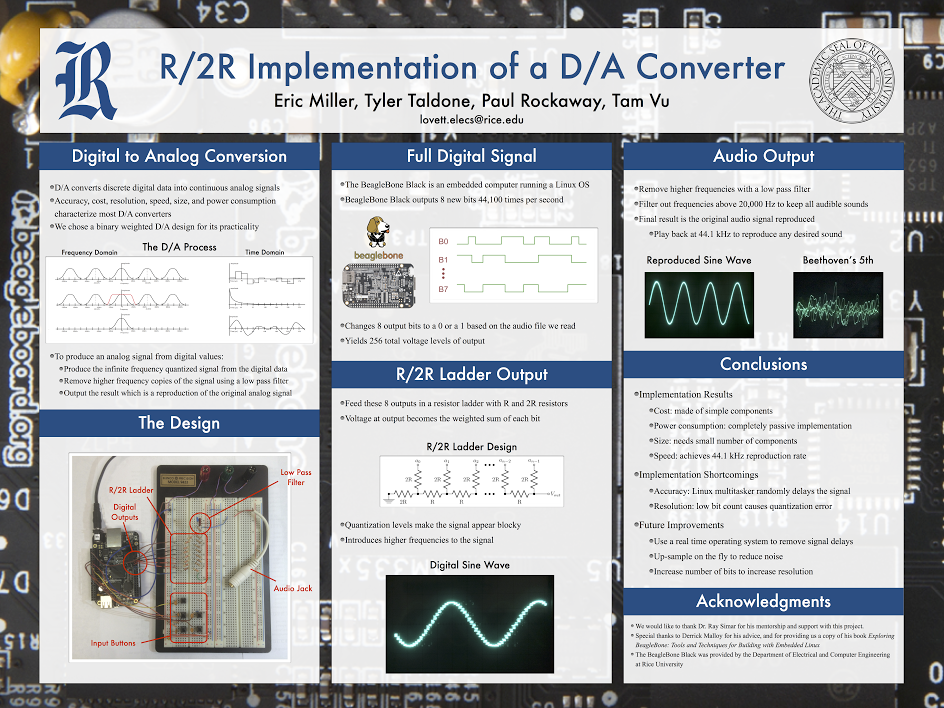 R/2R Implementation of a D/A Converter
Eric Miller, Tyler Taldone, Paul Rockaway, Tam Vu
lovett.elecs@rice.edu
THE ACADEMIC SEAL OF RICE UNIVERSITY
Digital to Analog Conversion
D/A converts discrete digital data into continuous analog signals
Accuracy, cost, resolution, speed, size, and power consumption
characterize most D/A converters
We chose a binary weighted D/A design for its practicality
The D/A Process
Frequency Domain
Time Domain
To produce an analog signal from digital values:
Produce the infinite frequency quantized signal from the digital data
Remove higher frequency copies of the signal using a low pass filter
Output the result which is a reproduction of the original analog signal
The Design
R/2R Ladder
Digital
Outputs
Low Pass
Filter
Audio Jack
Input Buttons
Full Digital Signal
The BeagleBone Black is an embedded computer running a Linux OS
BeagleBone Black outputs 8 new bits 44,100 times per second
beaglebone
B0
B1
B7
Changes 8 output bits to a 0 or a 1 based on the audio file we read
Yields 256 total voltage levels of output
R/2R Ladder Output
Feed these 8 outputs in a resistor ladder with R and 2R resistors
Voltage at output becomes the weighted sum of each bit
R/2R Ladder Design
2R 2R 2R 2R 2R
2R R R R
Quantization levels make the signal appear blocky
Introduces higher frequencies to the signal
Digital Sine Wave
Audio Output
Remove higher frequencies with a low pass filter
Filter out frequencies above 20,000 Hz to keep all audible sounds
Final result is the original audio signal reproduced
Play back at 44.1 kHz to reproduce any desired sound
Reproduced Sine Wave
Beethoven's 5th
Conclusions
Implementation Results
Cost: made of simple components
Power consumption: completely passive implementation
Size: needs small number of components
Speed: achieves 44.1 kHz reproduction rate
Implementation Shortcomings
Accuracy: Linux multitasker randomly delays the signal
Resolution: low bit count causes quantization error
Future Improvements
Use a real time operating system to remove signal delays
Up-sample on the fly to reduce noise
Increase number of bits to increase resolution
Acknowledgments
We would like to thank Dr. Ray Simar for his mentorship and support with this project.
Special thanks to Derrick Malloy for his advice, and for providing us a copy of his book Exploring
BeagleBone: Tools and Techniques for Building with Embedded Linux
The BeagleBone Black was provided by the Department of Electrical and Computer Engineering
at Rice University